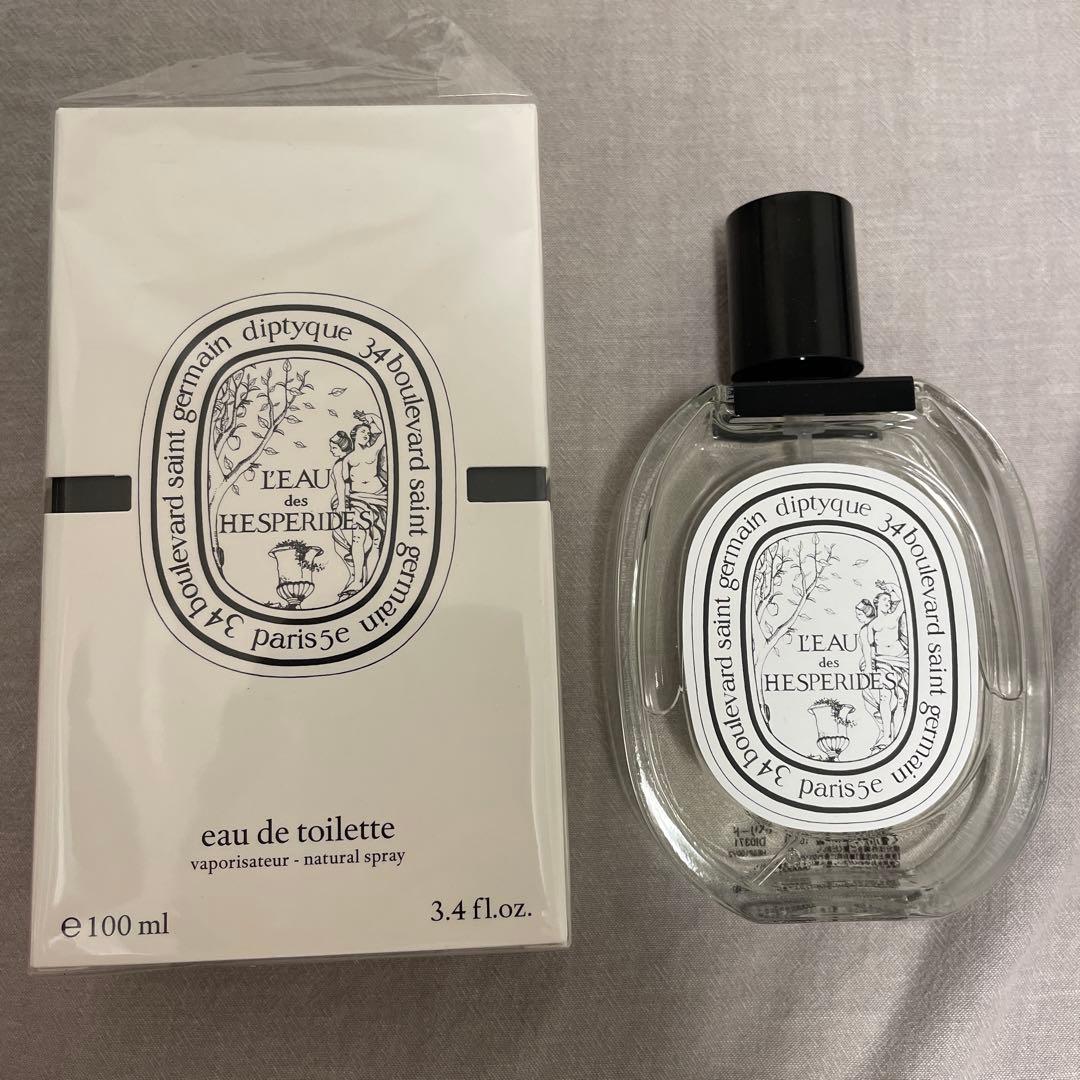 diptyque 34 boulevard saint germain paris 5e 34 boulevard saint germain
L'EAU
des
HESPERIDES
eau de toilette
vaporisateur - natural spray
e 100 ml
3.4 fl.oz.
diptyque 34 boulevard saint germain paris 5e 34 boulevard saint germain
L'EAU
des
HESPERIDES